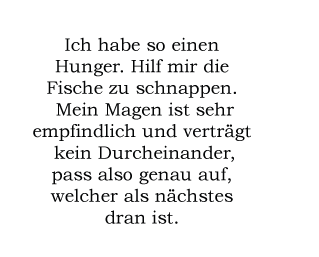 Ich habe so einen
Hunger. Hilf mir die
Fische zu schnappen.
Mein Magen ist sehr
empfindlich und verträgt
kein Durcheinander,
pass also genau auf,
welcher als nächstes
dran ist.